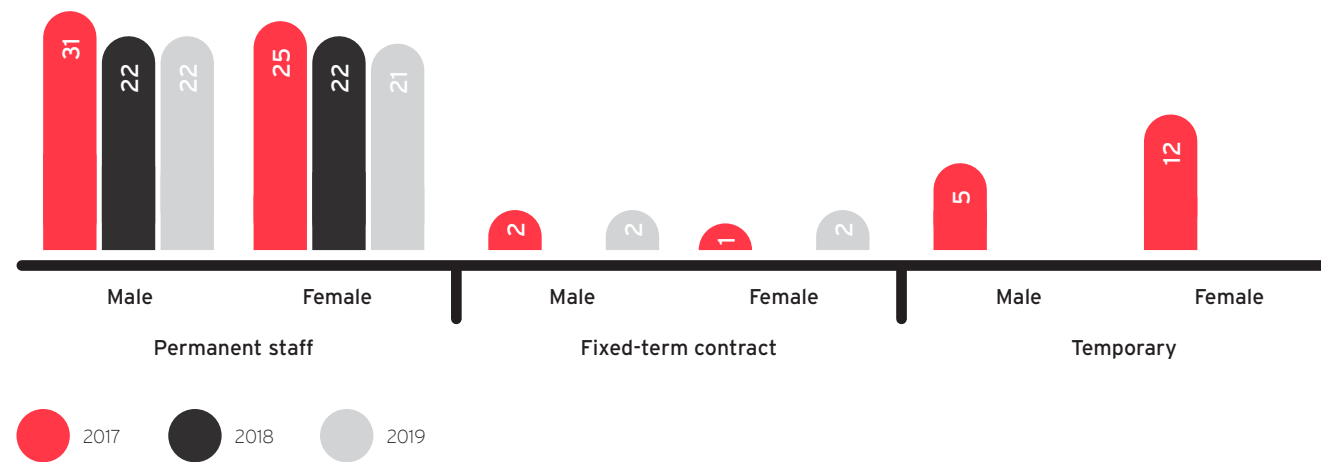 31 22 22 25 22 21 2 2 1 2 5 12
Male Female Male Female Male Female
Permanent staff Fixed-term contract Temporary
2017 2018 2019